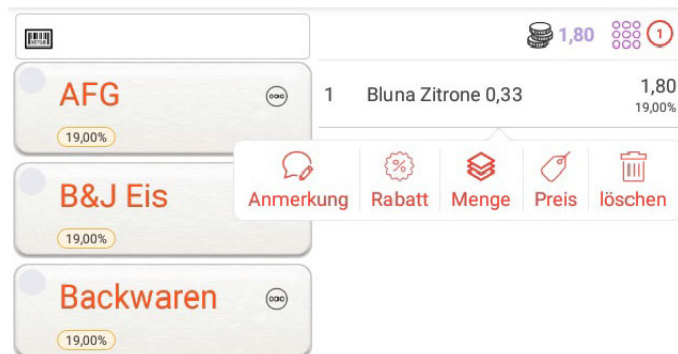 1,80
1
AFG
19,00%
1 Bluna Zitrone 0,33 1,80
19,00%
Anmerkung Rabatt Menge Preis löschen
B&J Eis
19,00%
Backwaren
19,00%